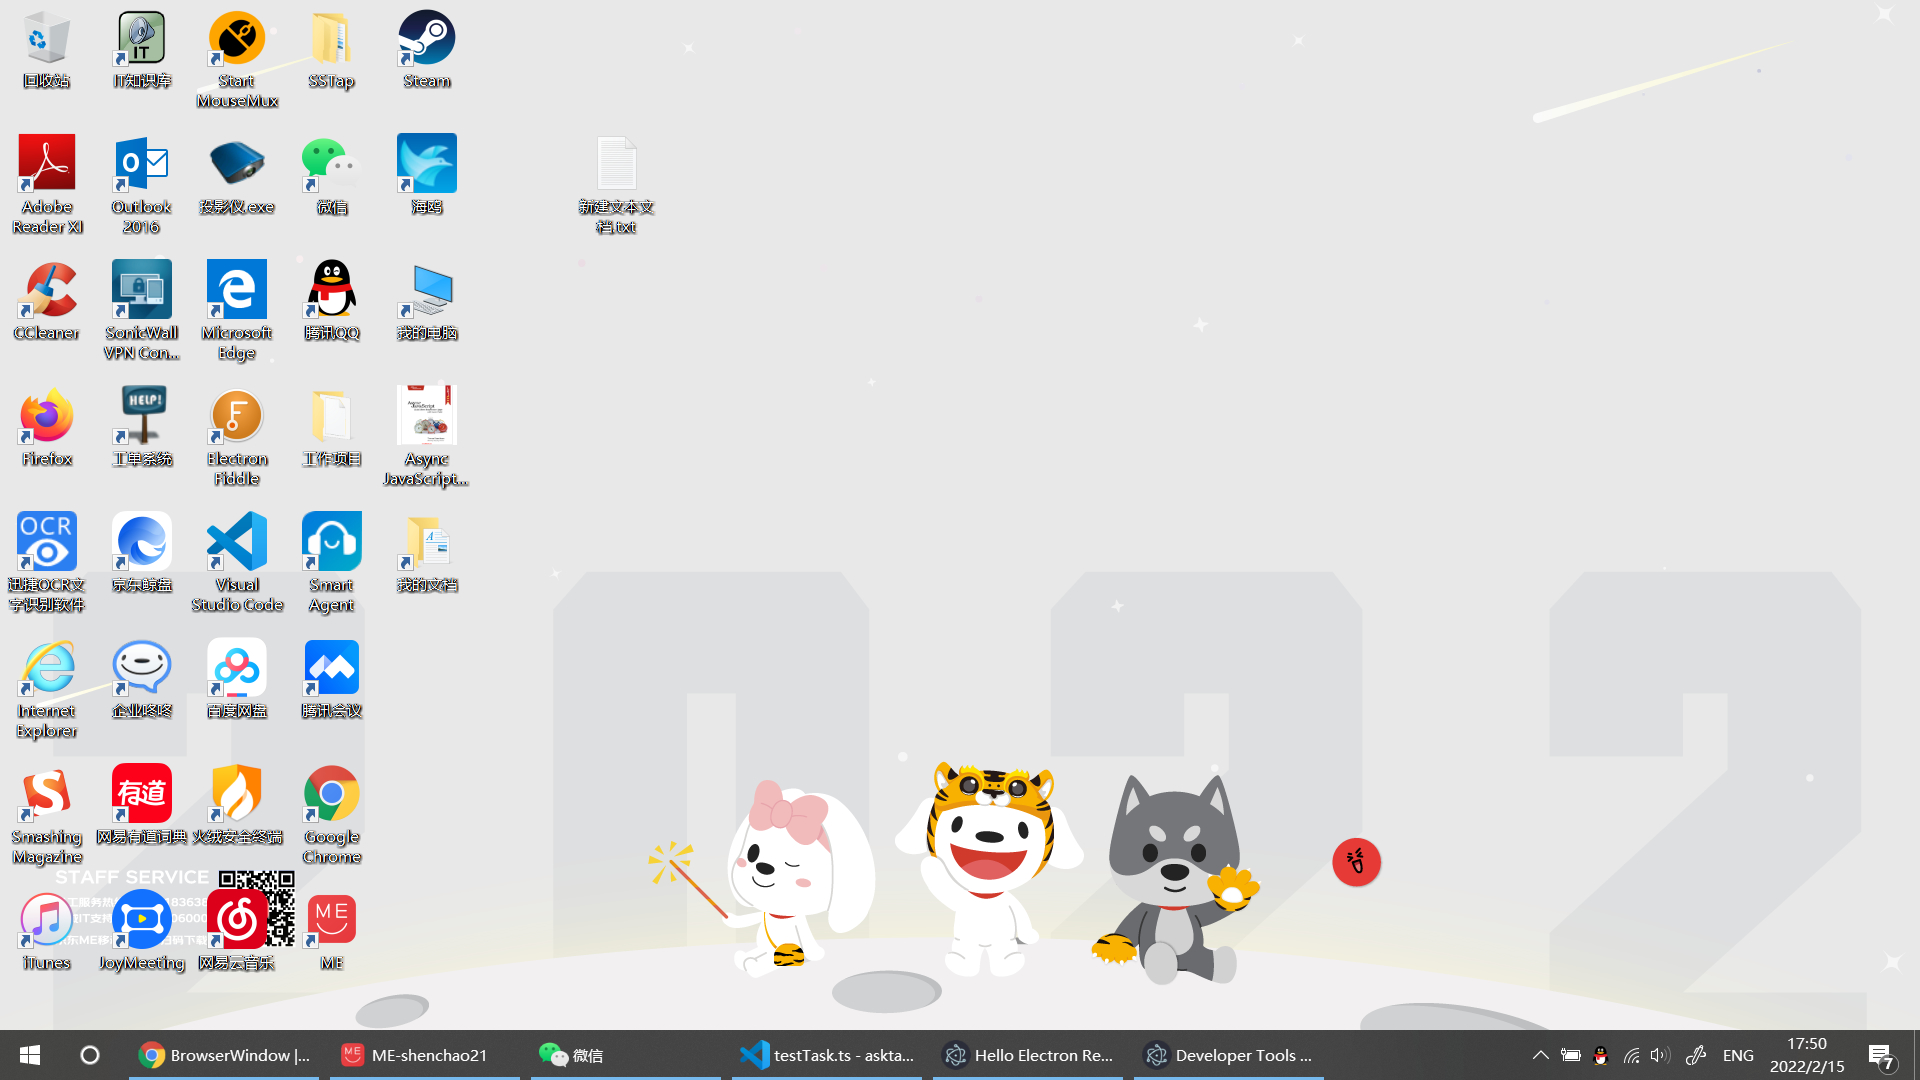 回收站
IT
IT知识库
Start
MouseMux
SSTap
Steam
Adobe
Reader XI
Outlook
2016
投影仪.exe
微信
海鸥
新建文本文
档.txt
CCleaner
SonicWall
VPN Con...
Microsoft
Edge
腾讯QQ
我的电脑
Firefox
HELP!
工单系统
Electron
Fiddle
工作项目
Async
JavaScript...
OCR
迅捷OCR文
字识别软件
京东鲸盘
Visual
Studio Code
Smart
Agent
我的文档
Internet
Explorer
企业咚咚
百度网盘
腾讯会议
Smashing
Magazine
有道
网易有道词典
火绒安全终端
Google
Chrome
STAFF SERVICE
iTunes
JoyMeeting
网易云音乐
ME
ME
2022
BrowserWindow |...
ME-shenchao21
微信
testTask.ts - askta...
Hello Electron Re...
Developer Tools ...
ENG
17:50
2022/2/15
7